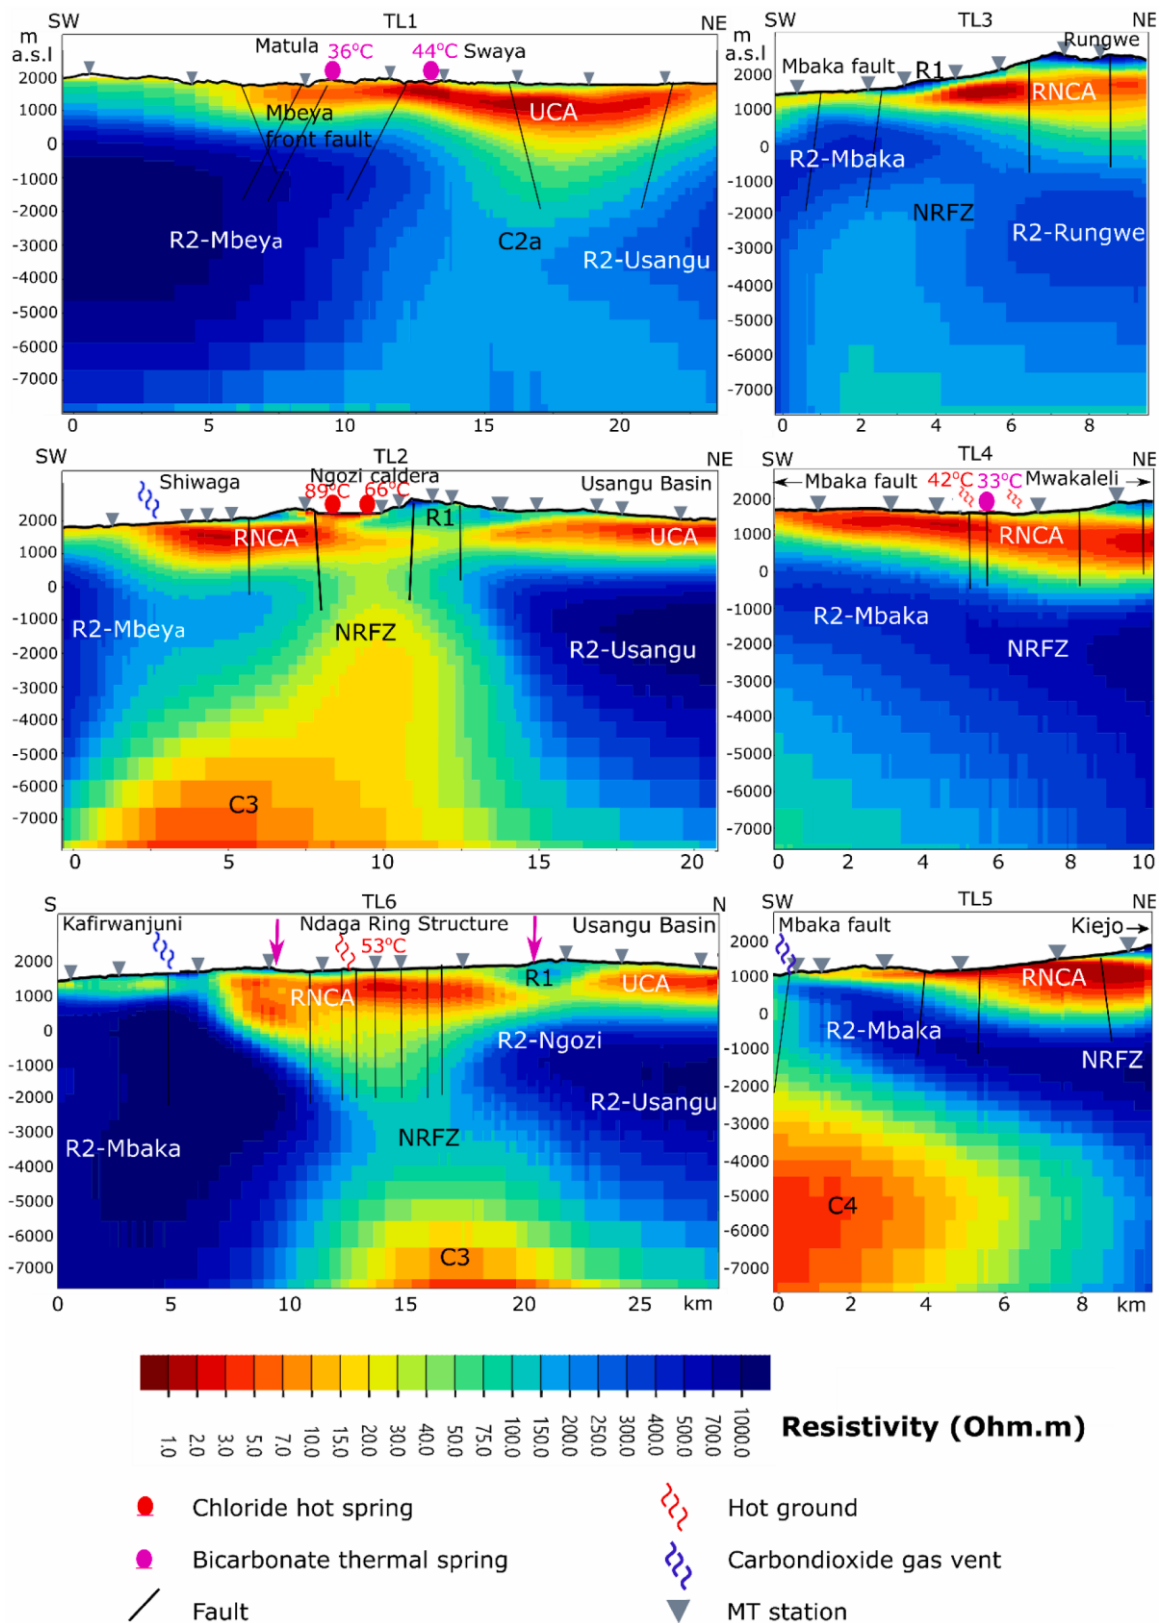 SW TL1 NE
m
a.s.l
Matula 36°C 44°C Swaya
2000
1000
0
-1000
-2000
-3000
-4000
-5000
-6000
-7000
Mbeya
front fault
UCA
R2-Mbeya
C2a
R2-Usangu
0 5 10 15 20
SW TL3 NE
Mbaka fault R1 Rungwe
2000
1000
0
-1000
-2000
-3000
-4000
-5000
-6000
-7000
RNCA
R2-Mbaka
NRFZ
R2-Rungwe
0 2 4 6 8
SW TL2 NE
Shiwaga Ngozi caldera Usangu Basin
89°C 66°C
2000
1000
0
-1000
-2000
-3000
-4000
-5000
-6000
-7000
R1
RNCA UCA
R2-Mbeya NRFZ
R2-Usangu
C3
0 5 10 15 20
SW TL4 NE
←Mbaka fault 42°C 33°C Mwakaleli →
2000
1000
0
-1000
-2000
-3000
-4000
-5000
-6000
-7000
RNCA
R2-Mbaka
NRFZ
0 2 4 6 8 10
S TL6 N
Kafirwanjuni Ndaga Ring Structure Usangu Basin
53°C
2000
1000
0
-1000
-2000
-3000
-4000
-5000
-6000
-7000
R1
RNCA UCA
R2-Ngozi
R2-Usangu
R2-Mbaka NRFZ
C3
0 5 10 15 20 25 km
SW TL5 NE
Mbaka fault Kiejo→
2000
1000
0
-1000
-2000
-3000
-4000
-5000
-6000
-7000
RNCA
R2-Mbaka
NRFZ
C4
0 2 4 6 8 km
1.0 2.0 3.0 5.0 7.0 10.0 15.0 20.0 30.0 40.0 50.0 75.0 100.0 150.0 200.0 250.0 300.0 400.0 5000.0 700.0 1000.0
Resistivity (Ohm.m)
Chloride hot spring
Hot ground
Bicarbonate thermal spring
Carbondioxide gas vent
Fault
MT station